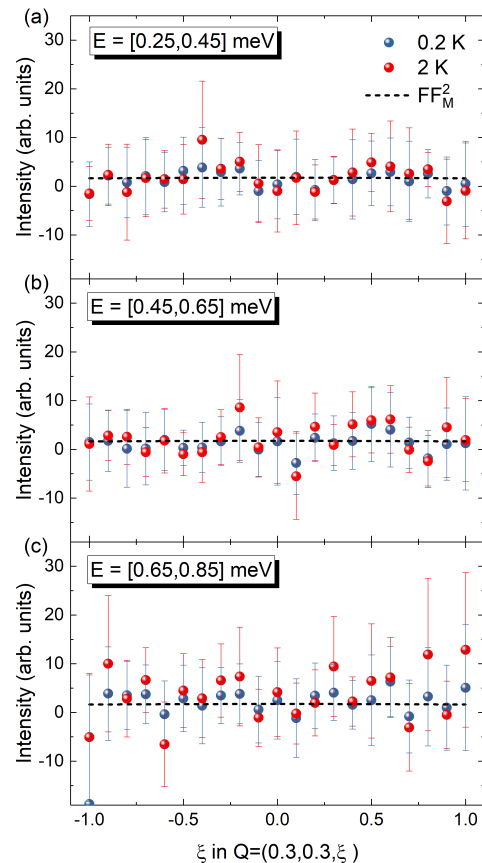 (a)
E = [0.25,0.45] meV
0.2 K
2 K
FF²M
Intensity (arb. units)
30
20
10
0
-10
(b)
E = [0.45,0.65] meV
Intensity (arb. units)
30
20
10
0
-10
(c)
E = [0.65,0.85] meV
Intensity (arb. units)
30
20
10
0
-10
-1.0 -0.5 0.0 0.5 1.0
ξ in Q=(0.3,0.3,ξ )